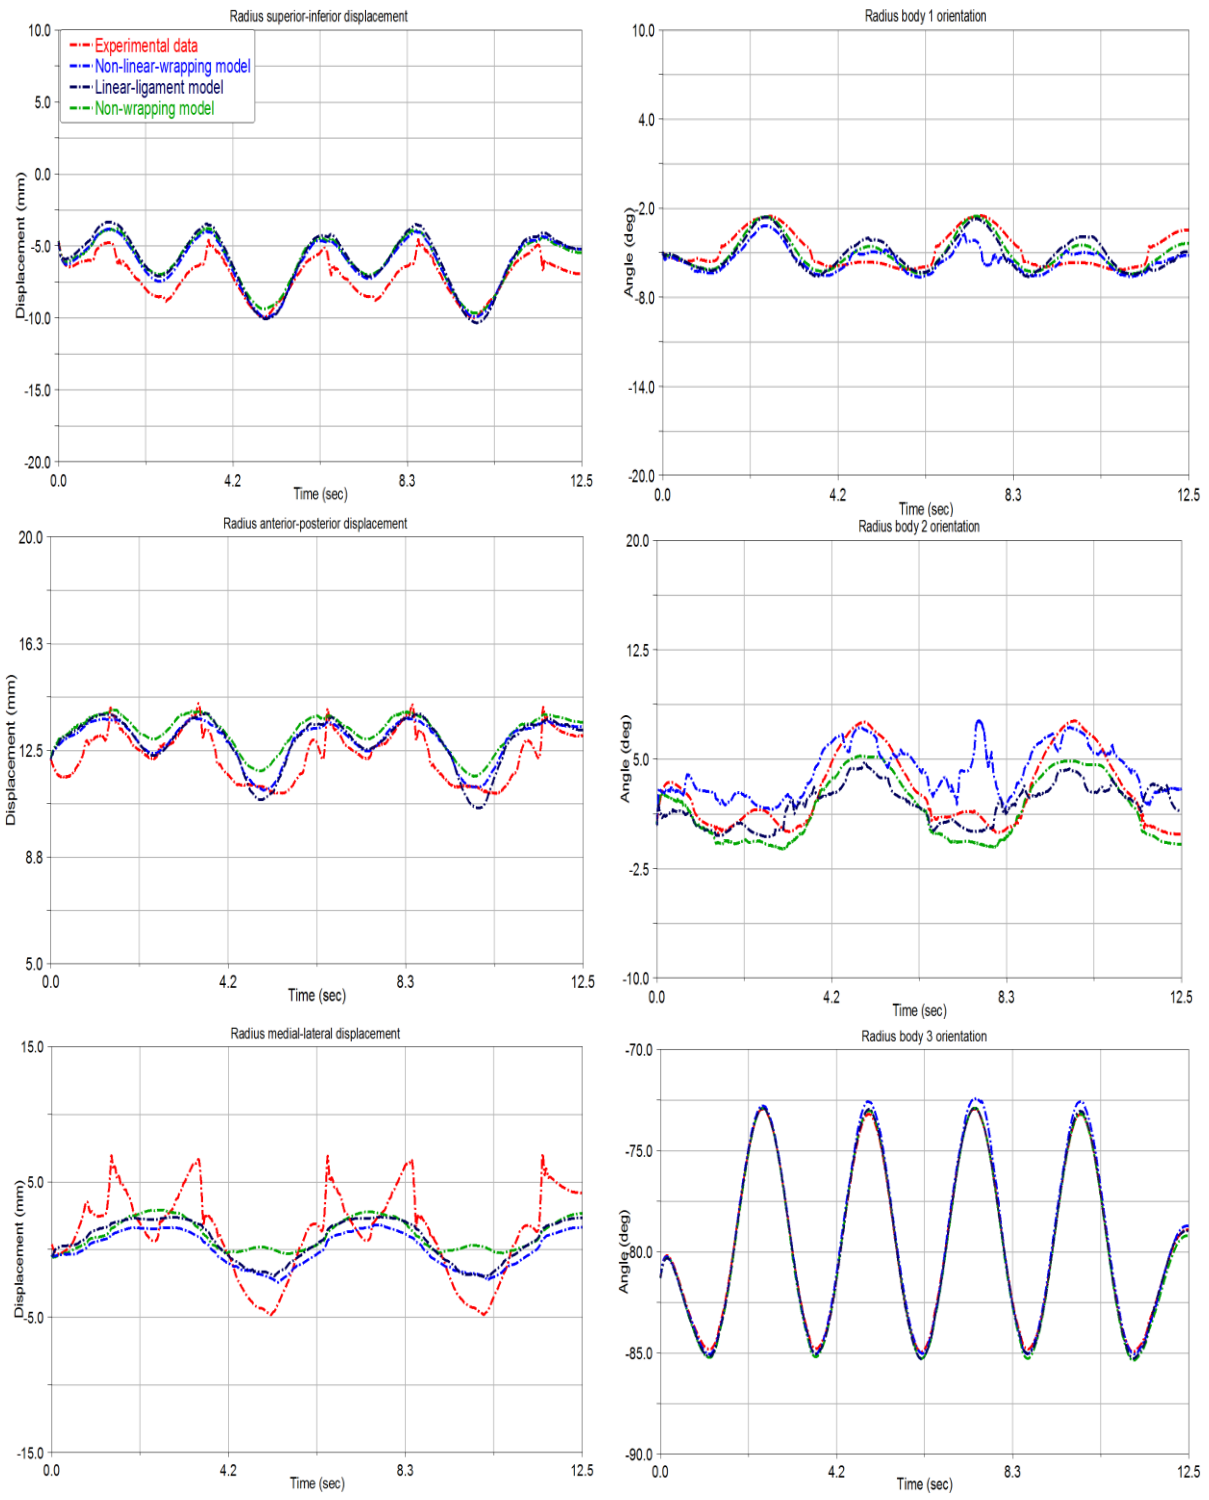 Radius superior-inferior displacement
10.0
5.0
0.0
-5.0
-10.0
-15.0
-20.0
Displacement (mm)
Experimental data
Non-linear-wrapping model
Linear-ligament model
Non-wrapping model
0.0 4.2 8.3 12.5
Time (sec)
Radius body 1 orientation
10.0
4.0
-2.0
-8.0
-14.0
-20.0
Angle (deg)
0.0 4.2 8.3 12.5
Time (sec)
Radius anterior-posterior displacement
20.0
16.3
12.5
8.8
5.0
Displacement (mm)
0.0 4.2 8.3 12.5
Time (sec)
Radius body 2 orientation
20.0
12.5
5.0
-2.5
-10.0
Angle (deg)
0.0 4.2 8.3 12.5
Time (sec)
Radius medial-lateral displacement
15.0
5.0
-5.0
-15.0
Displacement (mm)
0.0 4.2 8.3 12.5
Time (sec)
Radius body 3 orientation
-70.0
-75.0
-80.0
-85.0
-90.0
Angle (deg)
0.0 4.2 8.3 12.5
Time (sec)